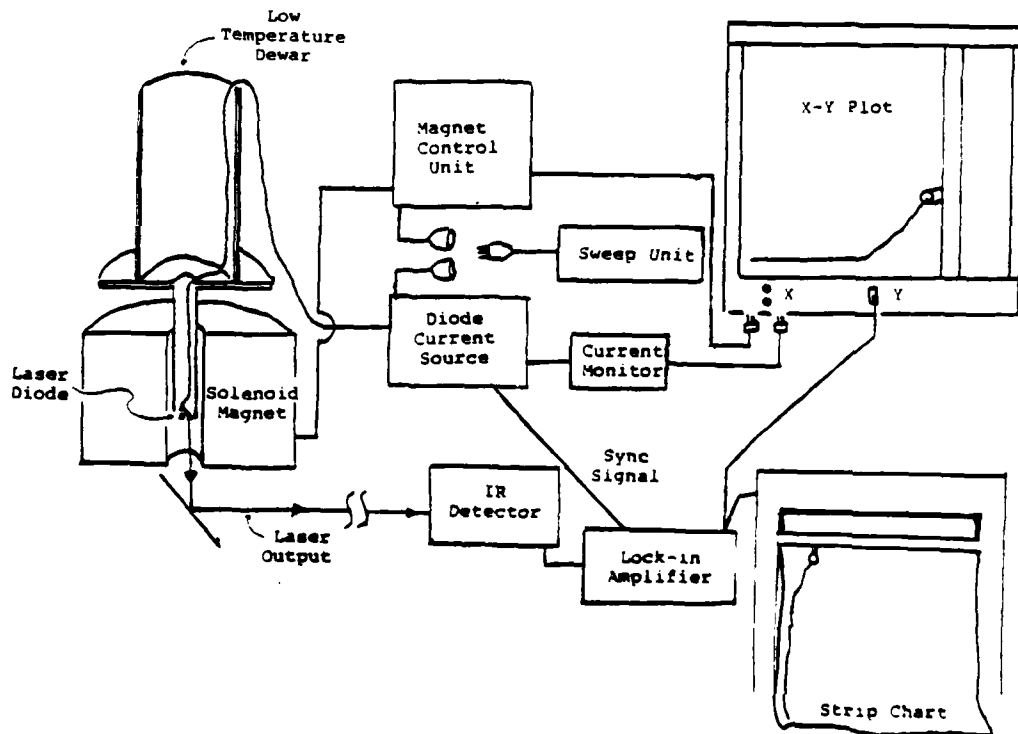 Low
Temperature
Dewar
Magnet
Control
Unit
X-Y Plot
Sweep Unit
X
Y
Diode
Current
Source
Current
Monitor
Laser
Diode
Solenoid
Magnet
Sync
Signal
IR
Detector
Laser
Output
Lock-in
Amplifier
Strip Chart